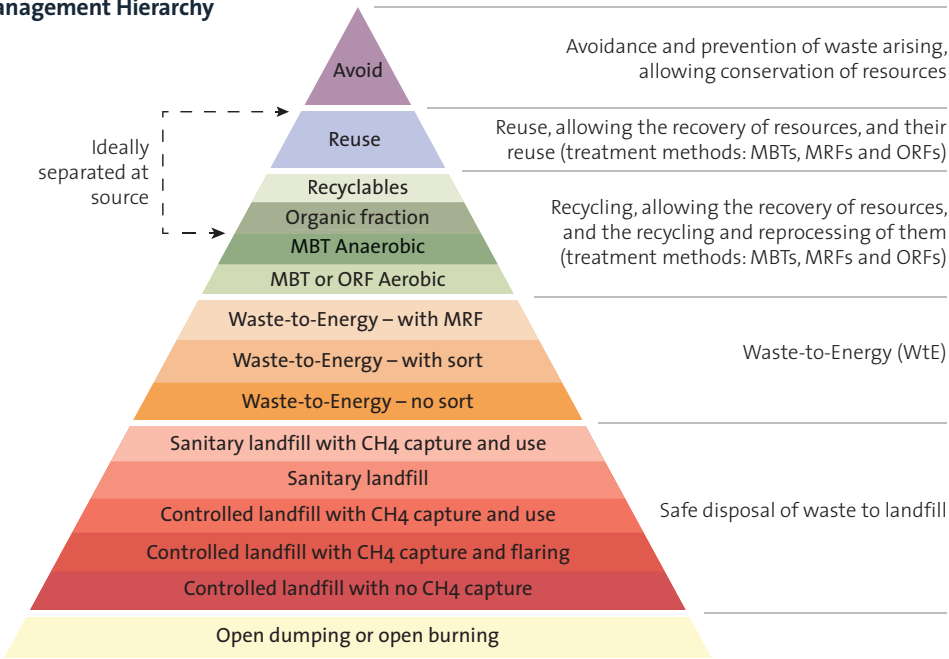 anagement Hierarchy
Avoid
Avoidance and prevention of waste arising,
allowing conservation of resources
Ideally
separated at
source
Reuse
Reuse, allowing the recovery of resources, and their
reuse (treatment methods: MBTs, MRFs and ORFs)
Recyclables
Organic fraction
MBT Anaerobic
MBT or ORF Aerobic
Recycling, allowing the recovery of resources,
and the recycling and reprocessing of them
(treatment methods: MBTs, MRFs and ORFs)
Waste-to-Energy – with MRF
Waste-to-Energy – with sort
Waste-to-Energy – no sort
Waste-to-Energy (WtE)
Sanitary landfill with CH4 capture and use
Sanitary landfill
Controlled landfill with CH4 capture and use
Controlled landfill with CH4 capture and flaring
Controlled landfill with no CH4 capture
Safe disposal of waste to landfill
Open dumping or open burning